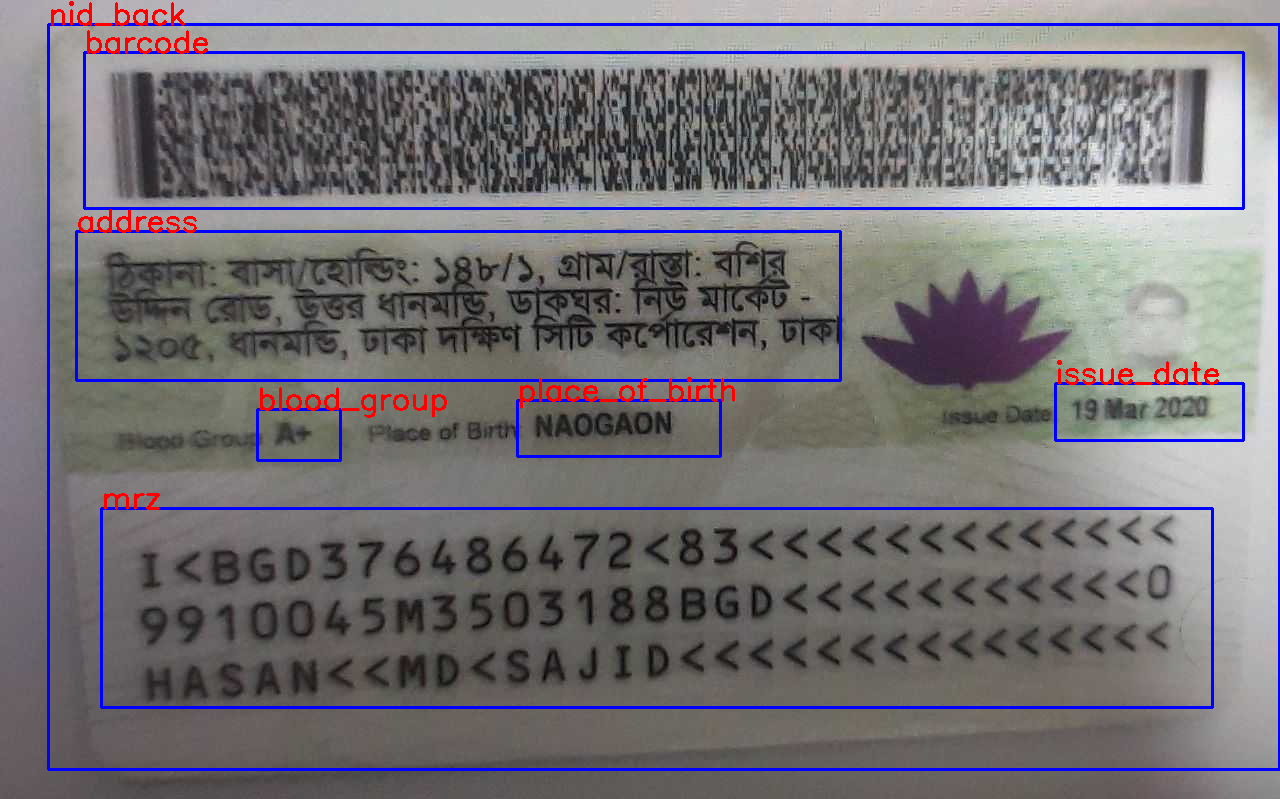 nid_back
barcode
address
ঠিকানা: বাসা/হোল্ডিং: ১৪৮/১, গ্রাম/রাস্তা: বশির
উদ্দিন রোড, উত্তর ধানমন্ডি, ডাকঘর: নিউ মার্কেট -
১২০৫, ধানমন্ডি, ঢাকা দক্ষিণ সিটি কর্পোরেশন, ঢাকা
blood_group place_of_birth issue_date
Blood Group A+ Place of Birth NAOGAON Issue Date 19 Mar 2020
mrz
I<BGD376486472<83<<<<<<<<<<<<<
9910045M3503188BGD<<<<<<<<<<<0
HASAN<<MD<SAJID<<<<<<<<<<<<<<<